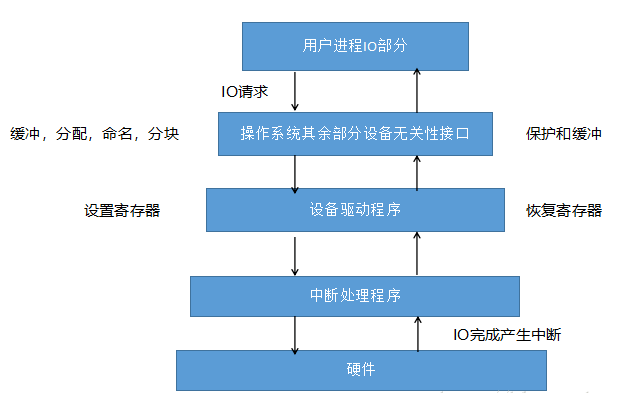 用户进程IO部分
IO请求
缓冲，分配，命名，分块
操作系统其余部分设备无关性接口
保护和缓冲
设置寄存器
设备驱动程序
恢复寄存器
中断处理程序
IO完成产生中断
硬件